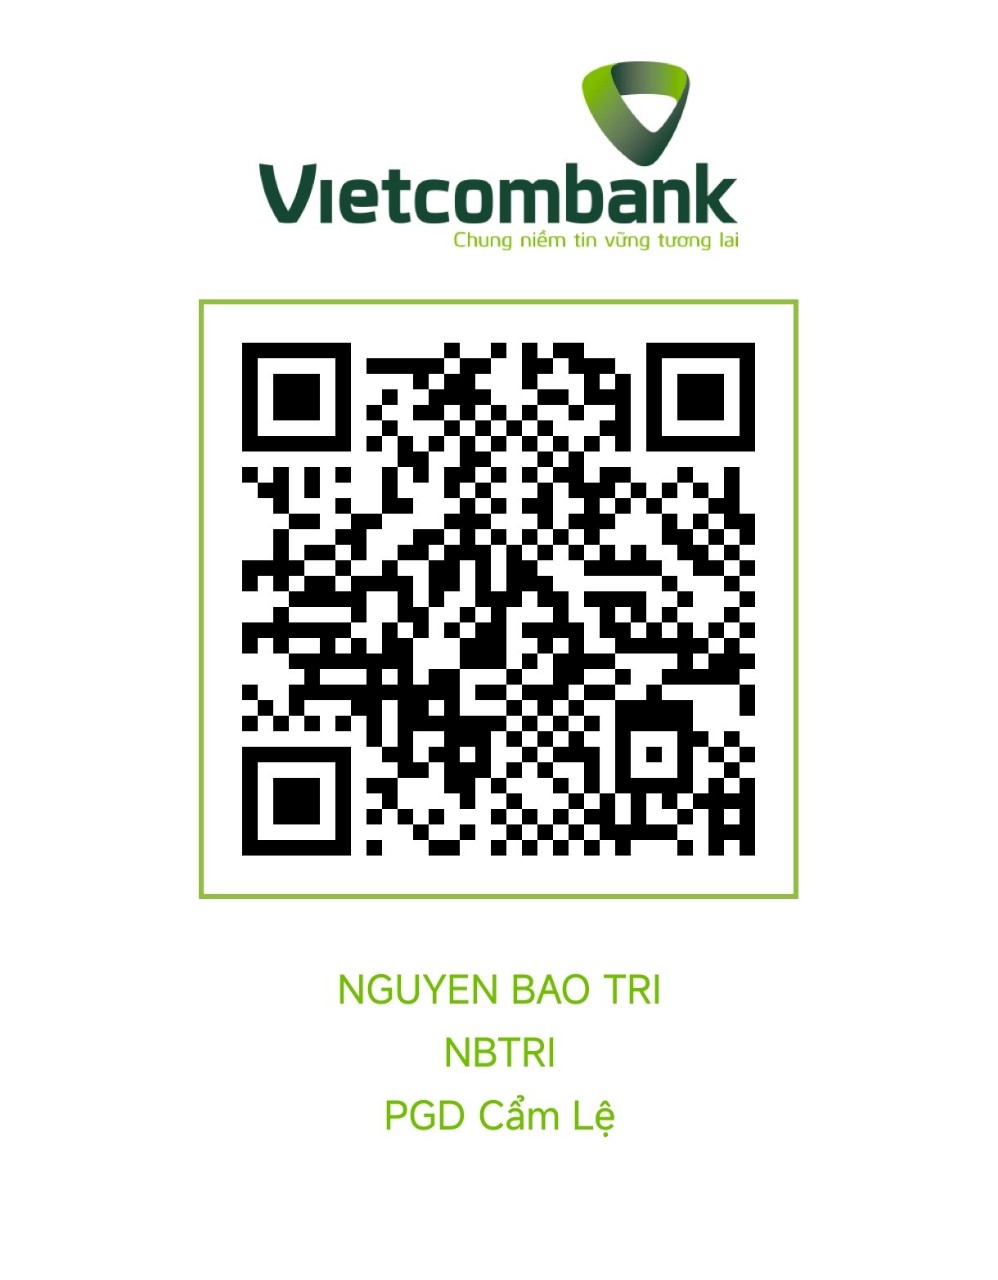 Vietcombank
Chung niềm tin vững tương lai
NGUYEN BAO TRI
NBTRI
PGD Cẩm Lệ